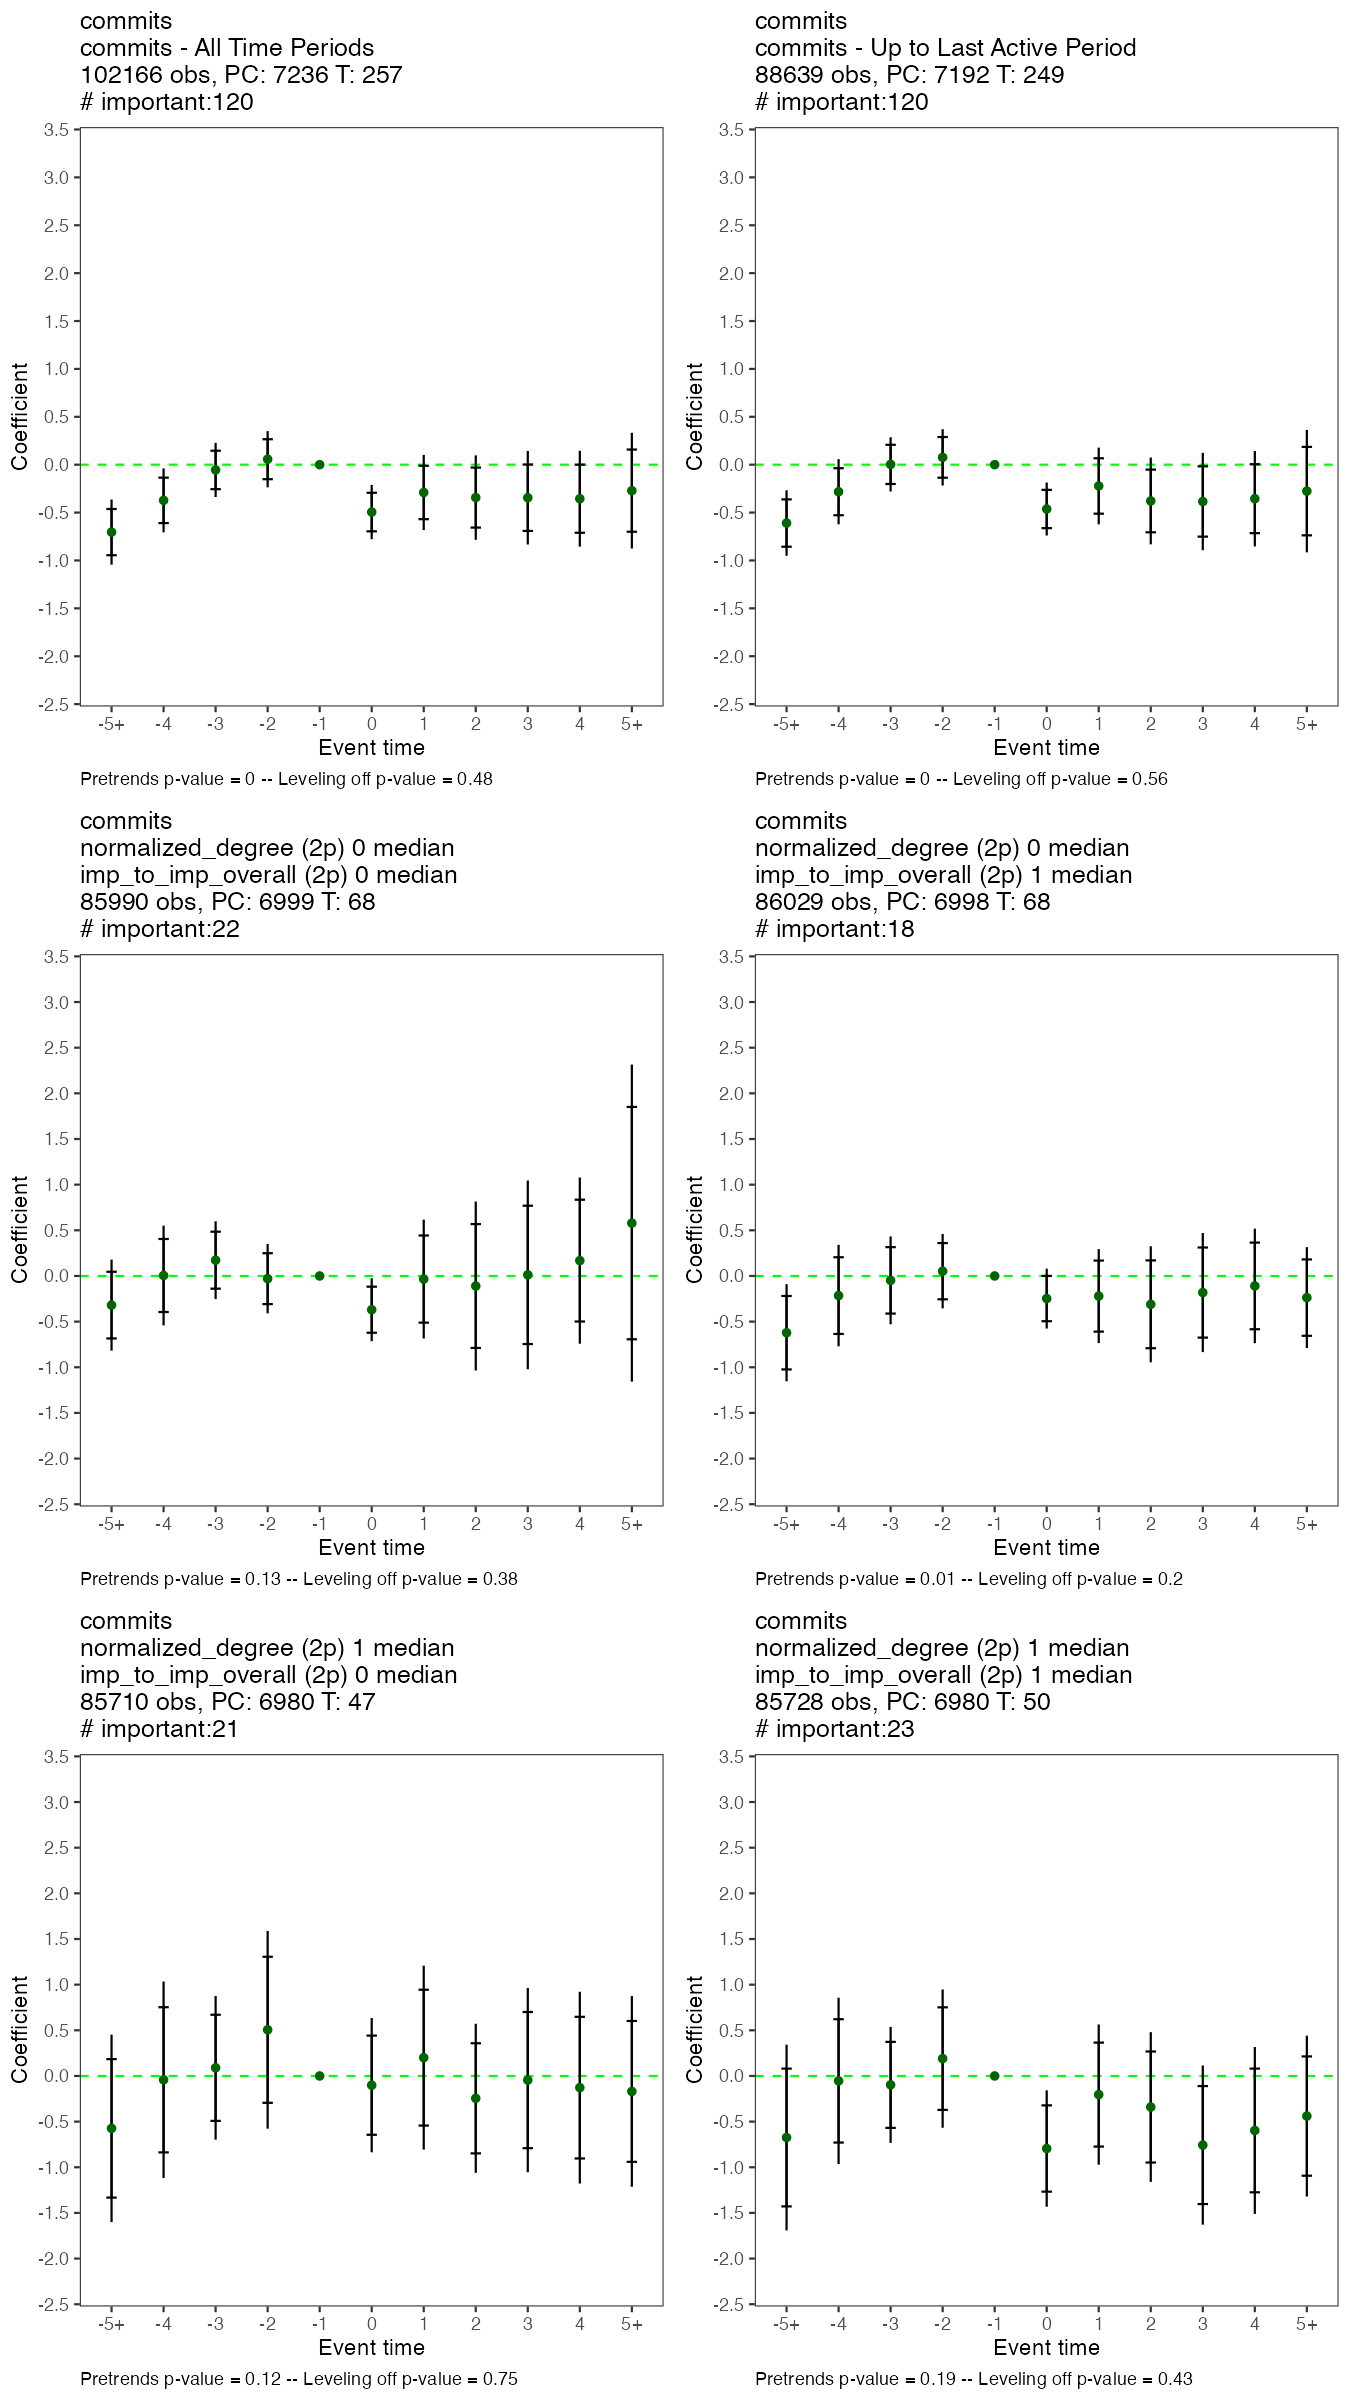 commits
commits - All Time Periods
102166 obs, PC: 7236 T: 257
# important:120
3.5
3.0
2.5
2.0
1.5
1.0
0.5
0.0
-0.5
-1.0
-1.5
-2.0
-2.5
Coefficient
-5+ -4 -3 -2 -1 0 1 2 3 4 5+
Event time
Pretrends p-value = 0 -- Leveling off p-value = 0.48
commits
commits - Up to Last Active Period
88639 obs, PC: 7192 T: 249
# important:120
3.5
3.0
2.5
2.0
1.5
1.0
0.5
0.0
-0.5
-1.0
-1.5
-2.0
-2.5
Coefficient
-5+ -4 -3 -2 -1 0 1 2 3 4 5+
Event time
Pretrends p-value = 0 -- Leveling off p-value = 0.56
commits
normalized_degree (2p) 0 median
imp_to_imp_overall (2p) 0 median
85990 obs, PC: 6999 T: 68
# important:22
3.5
3.0
2.5
2.0
1.5
1.0
0.5
0.0
-0.5
-1.0
-1.5
-2.0
-2.5
Coefficient
-5+ -4 -3 -2 -1 0 1 2 3 4 5+
Event time
Pretrends p-value = 0.13 -- Leveling off p-value = 0.38
commits
normalized_degree (2p) 0 median
imp_to_imp_overall (2p) 1 median
86029 obs, PC: 6998 T: 68
# important:18
3.5
3.0
2.5
2.0
1.5
1.0
0.5
0.0
-0.5
-1.0
-1.5
-2.0
-2.5
Coefficient
-5+ -4 -3 -2 -1 0 1 2 3 4 5+
Event time
Pretrends p-value = 0.01 -- Leveling off p-value = 0.2
commits
normalized_degree (2p) 1 median
imp_to_imp_overall (2p) 0 median
85710 obs, PC: 6980 T: 47
# important:21
3.5
3.0
2.5
2.0
1.5
1.0
0.5
0.0
-0.5
-1.0
-1.5
-2.0
-2.5
Coefficient
-5+ -4 -3 -2 -1 0 1 2 3 4 5+
Event time
Pretrends p-value = 0.12 -- Leveling off p-value = 0.75
commits
normalized_degree (2p) 1 median
imp_to_imp_overall (2p) 1 median
85728 obs, PC: 6980 T: 50
# important:23
3.5
3.0
2.5
2.0
1.5
1.0
0.5
0.0
-0.5
-1.0
-1.5
-2.0
-2.5
Coefficient
-5+ -4 -3 -2 -1 0 1 2 3 4 5+
Event time
Pretrends p-value = 0.19 -- Leveling off p-value = 0.43